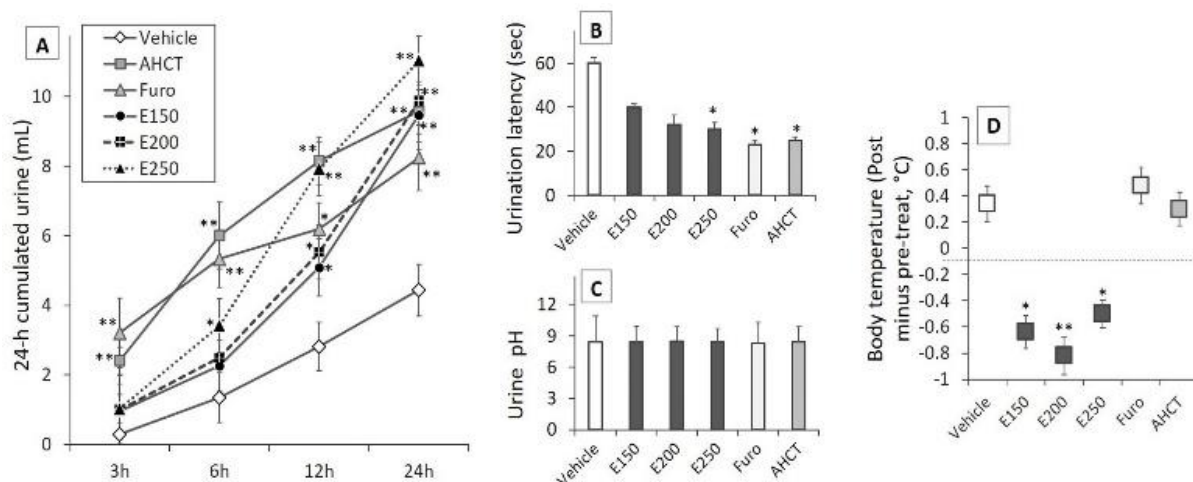 A
Vehicle
AHCT
Furo
E150
E200
E250
24-h cumulated urine (mL)
10
8
6
4
2
0
3h
6h
12h
24h
**
**
**
**
*
**
**
*
*
*
**
**
**
**
**
B
Urination latency (sec)
60
40
20
0
*
*
*
Vehicle
E150
E200
E250
Furo
AHCT
C
Urine pH
12
9
6
3
0
Vehicle
E150
E200
E250
Furo
AHCT
D
Body temperature (Post
minus pre-treat, °C)
1
0.8
0.6
0.4
0.2
0
-0.2
-0.4
-0.6
-0.8
-1
*
**
*
Vehicle
E150
E200
E250
Furo
AHCT